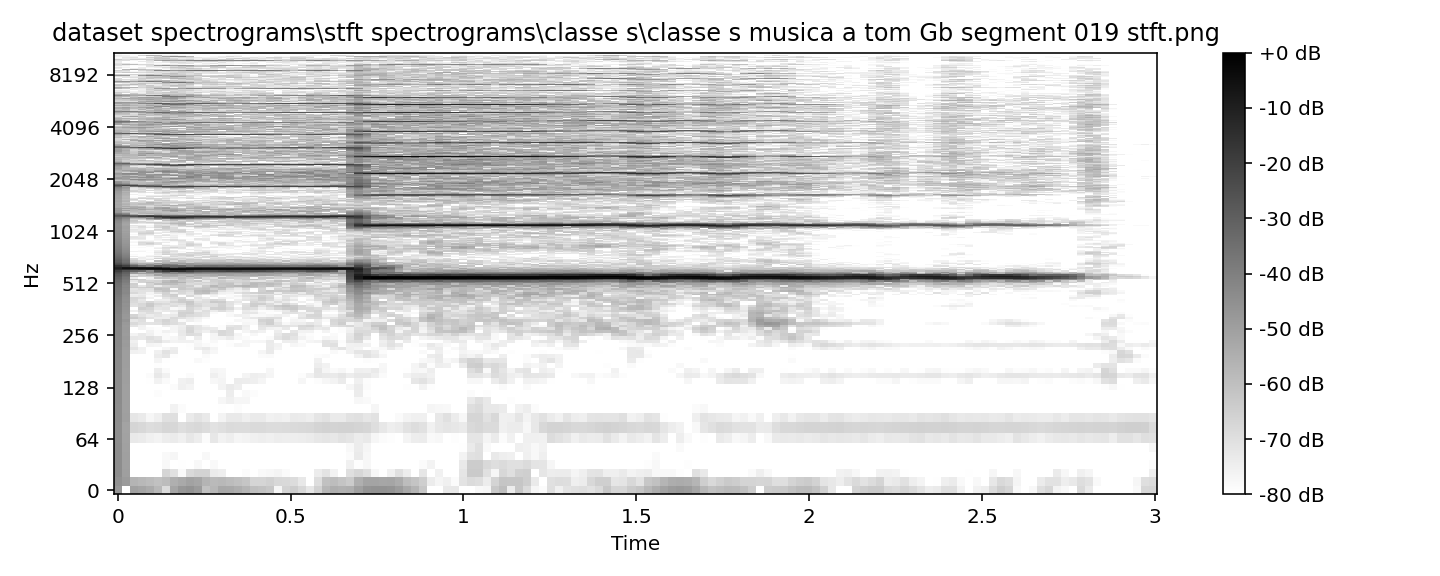 dataset spectrograms\stft spectrograms\classe s\classe s musica a tom Gb segment 019 stft.png
Hz
8192
4096
2048
1024
512
256
128
64
0
0
0.5
1
1.5
2
2.5
3
Time
+0 dB
-10 dB
-20 dB
-30 dB
-40 dB
-50 dB
-60 dB
-70 dB
-80 dB